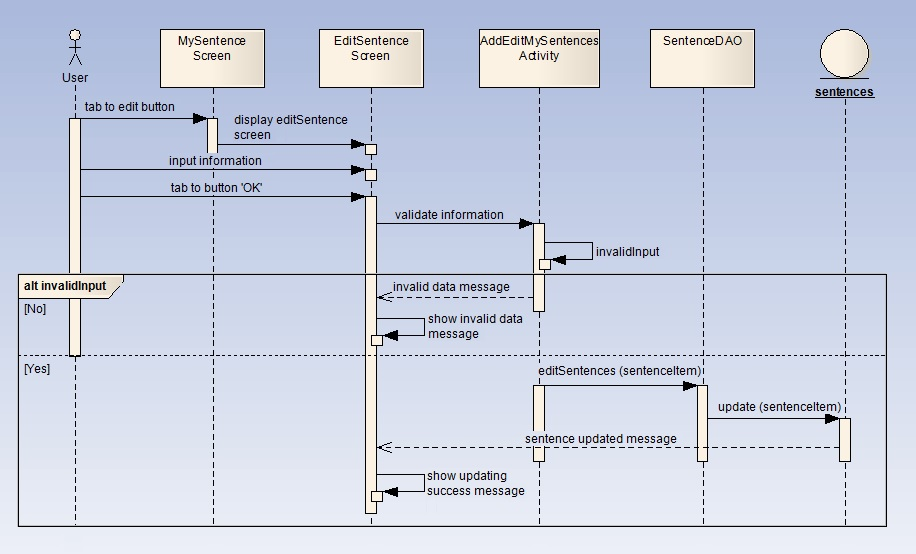 User
MySentence
Screen
EditSentence
Screen
AddEditMySentences
Activity
SentenceDAO
sentences
tab to edit button
display editSentence
screen
input information
tab to button 'OK'
validate information
invalidInput
alt invalidInput
[No]
invalid data message
show invalid data
message
[Yes]
editSentences (sentenceItem)
update (sentenceItem)
sentence updated message
show updating
success message